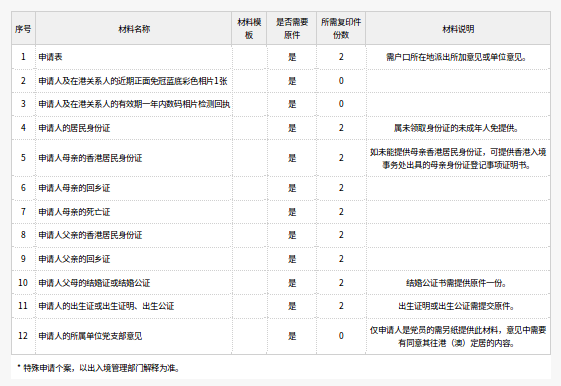 序号 材料名称 材料模板 是否需要原件 所需复印件份数 材料说明
1 申请表 是 2 需户口所在地派出所加意见或单位意见。
2 申请人及在港关系人的近期正面免冠蓝底彩色相片1张 是 0
3 申请人及在港关系人的有效期一年内数码相片检测回执 是 0
4 申请人的居民身份证 是 2 属未领取身份证的未成年人免提供。
5 申请人母亲的香港居民身份证 是 2 如未能提供母亲香港居民身份证，可提供香港入境事务处出具的母亲身份证登记事项证明书。
6 申请人母亲的回乡证 是 2
7 申请人母亲的死亡证 是 2
8 申请人父亲的香港居民身份证 是 2
9 申请人父亲的回乡证 是 2
10 申请人父母的结婚证或结婚公证 是 2 结婚公证书需提供原件一份。
11 申请人的出生证或出生证明、出生公证 是 2 出生证明或出生公证需提交原件。
12 申请人的所属单位党支部意见 是 0 仅申请人是党员的需另纸提供此材料，意见中需要有同意其往港（澳）定居的内容。
* 特殊申请个案，以出入境管理部门解释为准。